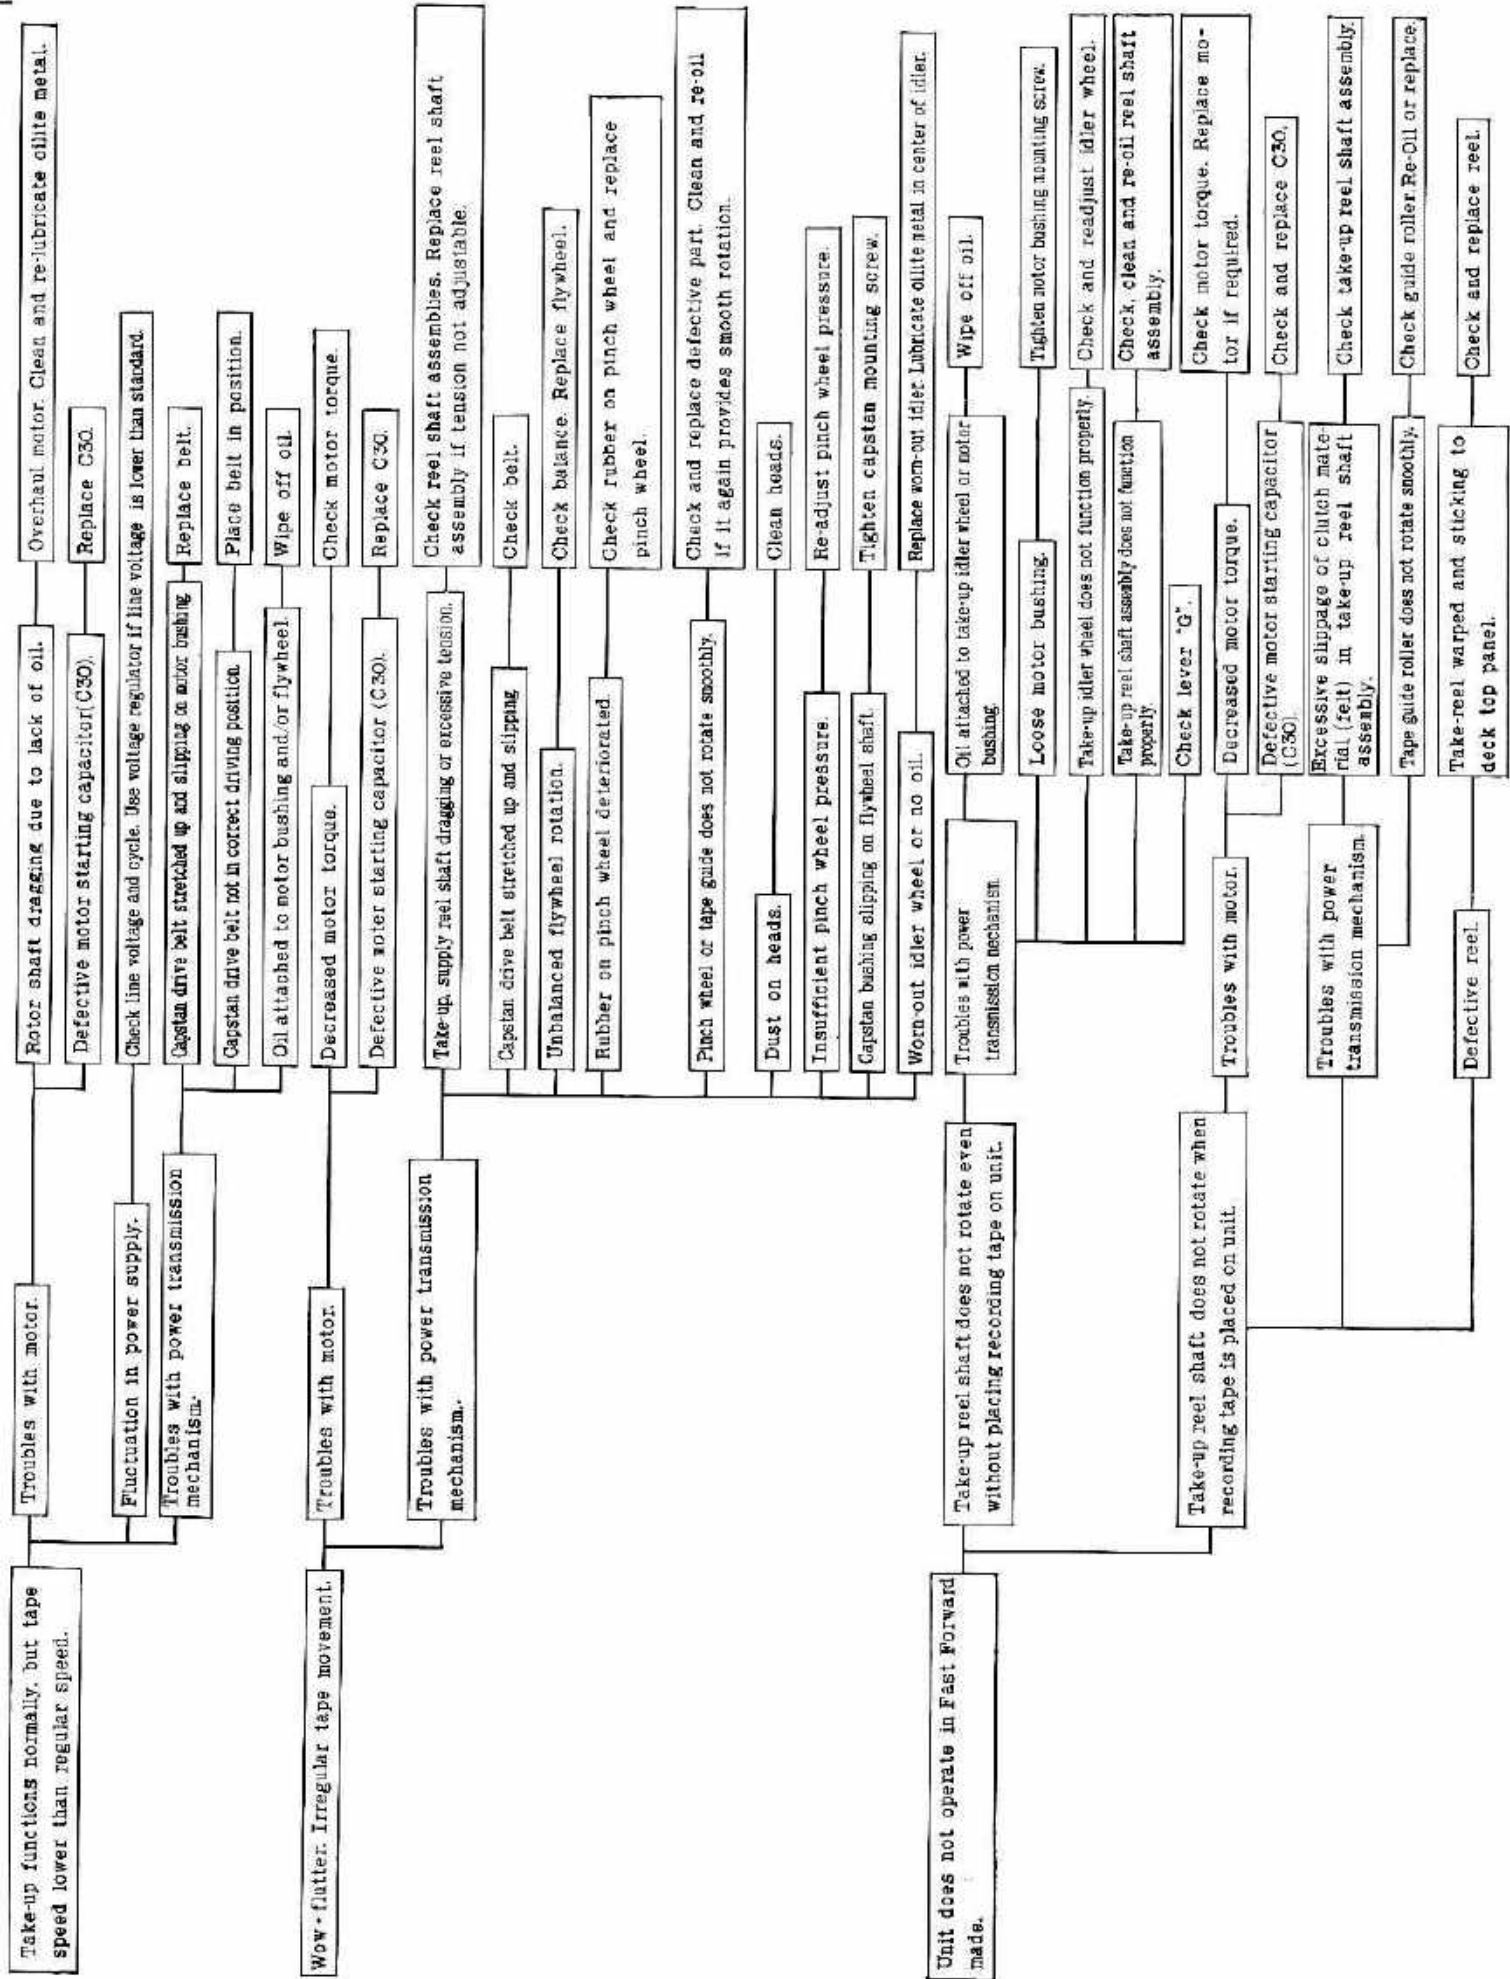 Take-up functions normally, but tape
speed lower than regular speed.
Troubles with motor.
Rotor shaft dragging due to lack of oil.
Overhaul motor. Clean and re-lubricate oilite metal.
Defective motor starting capacitor(C30).
Replace C30.
Fluctuation in power supply.
Check line voltage and cycle. Use voltage regulator if line voltage is lower than standard.
Troubles with power transmission
mechanism.
Capstan drive belt stretched up and slipping on motor bushing
Replace belt.
Capstan drive belt not in correct driving position
Place belt in position.
Oil attached to motor bushing and/or flywheel.
Wipe off oil.
Wow-flutter. Irregular tape movement.
Troubles with motor.
Decreased motor torque.
Check motor torque.
Defective moter starting capacitor (C30).
Replace C30.
Troubles with power transmission
mechanism.
Take-up, supply reel shaft dragging or excessive tension.
Check reel shaft assemblies. Replace reel shaft
assembly if tension not adjustable.
Capstan drive belt stretched up and slipping
Check belt.
Unbalanced flywheel rotation.
Check balance. Replace flywheel.
Rubber on pinch wheel deteriorated.
Check rubber on pinch wheel and replace
pinch wheel.
Pinch wheel or tape guide does not rotate smoothly.
Check and replace defective part. Clean and re-oil
if it again provides smooth rotation.
Dust on heads.
Clean heads.
Insufficient pinch wheel pressure.
Re-adjust pinch wheel pressure.
Capstan bushing slipping on flywheel shaft.
Tighten capstan mounting screw.
Worn-out idler wheel or no oil.
Replace worn-out idler. Lubricate oilite metal in center of idler.
Unit does not operate in Fast Forward
made.
Take-up reel shaft does not rotate even
without placing recording tape on unit.
Troubles with power
transmission mechanism
Oil attached to take-up idler wheel or motor
bushing.
Wipe off oil.
Loose motor bushing.
Tighten motor bushing mounting screw.
Take-up idler wheel does not function properly.
Check and readjust idler wheel.
Take-up reel shaft assembly does not function
properly.
Check, clean and re-oil reel shaft
assembly.
Check lever "G".
Take-up reel shaft does not rotate when
recording tape is placed on unit.
Troubles with motor.
Decreased motor torque.
Check motor torque. Replace mo-
tor if required.
Defective motor starting capacitor
(C30).
Check and replace C30.
Troubles with power
transmission mechanism.
Excessive slippage of clutch mate-
rial (felt) in take-up reel shaft
assembly.
Check take-up reel shaft assembly.
Tape guide roller does not rotate smoothly.
Check guide roller. Re-Oil or replace.
Defective reel.
Take-reel warped and sticking to
deck top panel.
Check and replace reel.